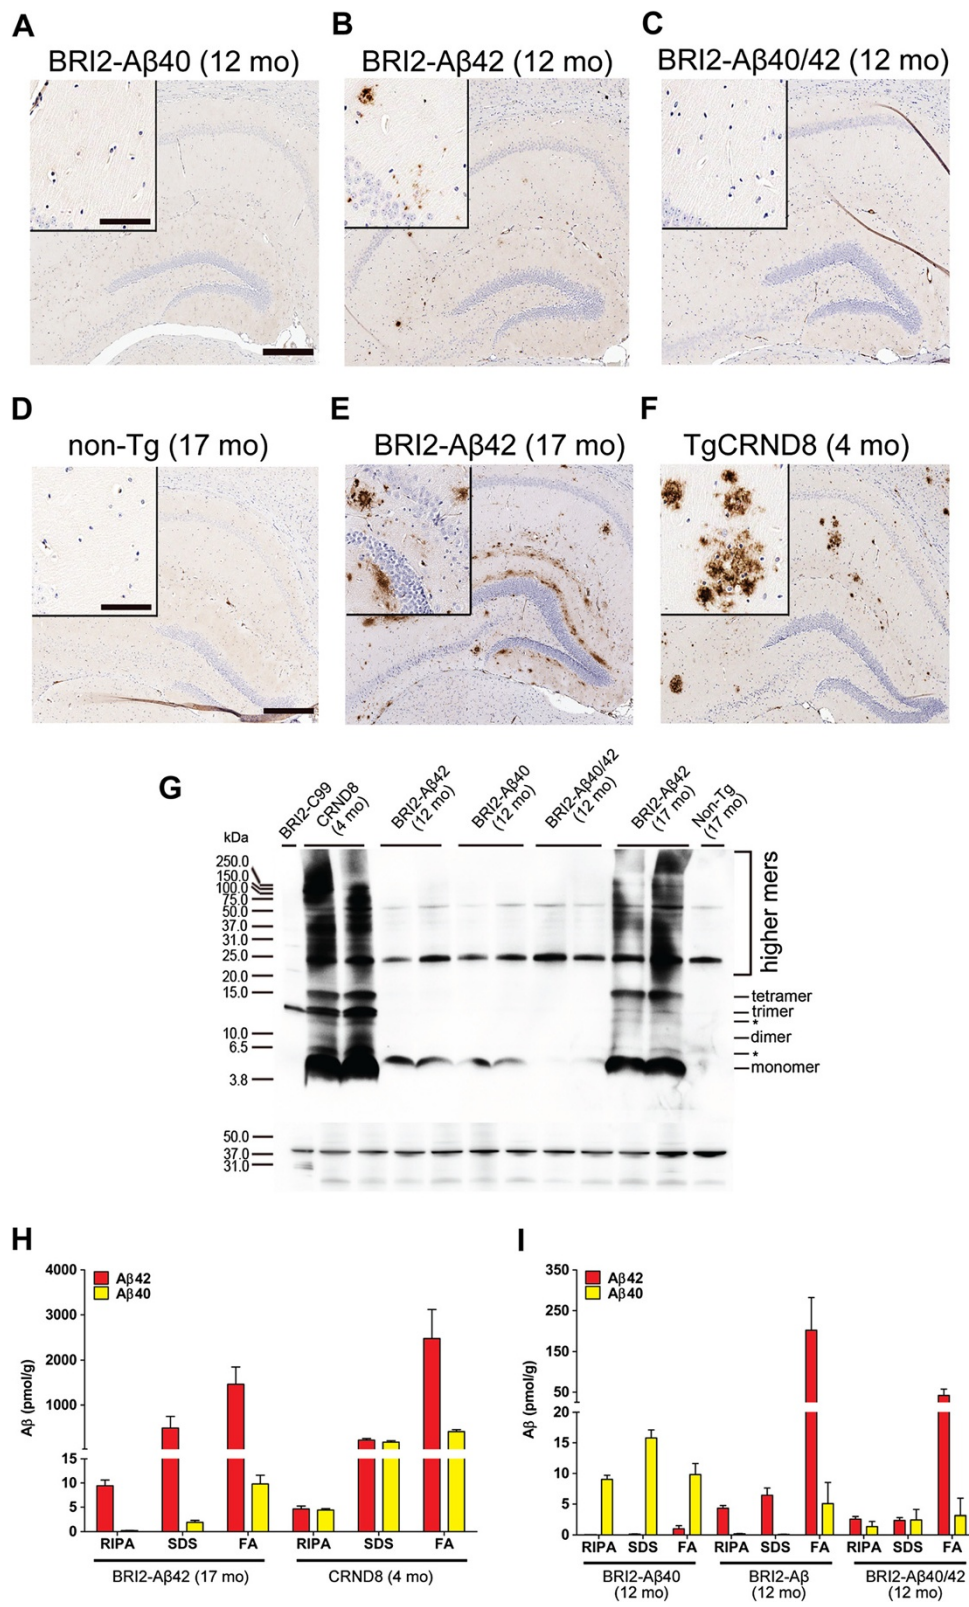 A
BRI2-Aβ40 (12 mo)
B
BRI2-Aβ42 (12 mo)
C
BRI2-Aβ40/42 (12 mo)
D
non-Tg (17 mo)
E
BRI2-Aβ42 (17 mo)
F
TgCRND8 (4 mo)
G
BRI2-C99
CRND8
(4 mo)
BRI2-Aβ42
(12 mo)
BRI2-Aβ40
(12 mo)
BRI2-Aβ40/42
(12 mo)
BRI2-Aβ42
(17 mo)
Non-Tg
(17 mo)
kDa
250.0
150.0
100.0
75.0
50.0
37.0
31.0
25.0
20.0
15.0
10.0
6.5
3.8
higher mers
tetramer
trimer
*
dimer
*
monomer
50.0
37.0
31.0
H
Aβ42
Aβ40
Aβ (pmol/g)
4000
3000
2000
1000
15
10
5
0
RIPA SDS FA RIPA SDS FA
BRI2-Aβ42 (17 mo) CRND8 (4 mo)
I
Aβ42
Aβ40
Aβ (pmol/g)
350
250
150
50
20
15
10
5
0
RIPA SDS FA RIPA SDS FA RIPA SDS FA
BRI2-Aβ40 BRI2-Aβ BRI2-Aβ40/42
(12 mo) (12 mo) (12 mo)